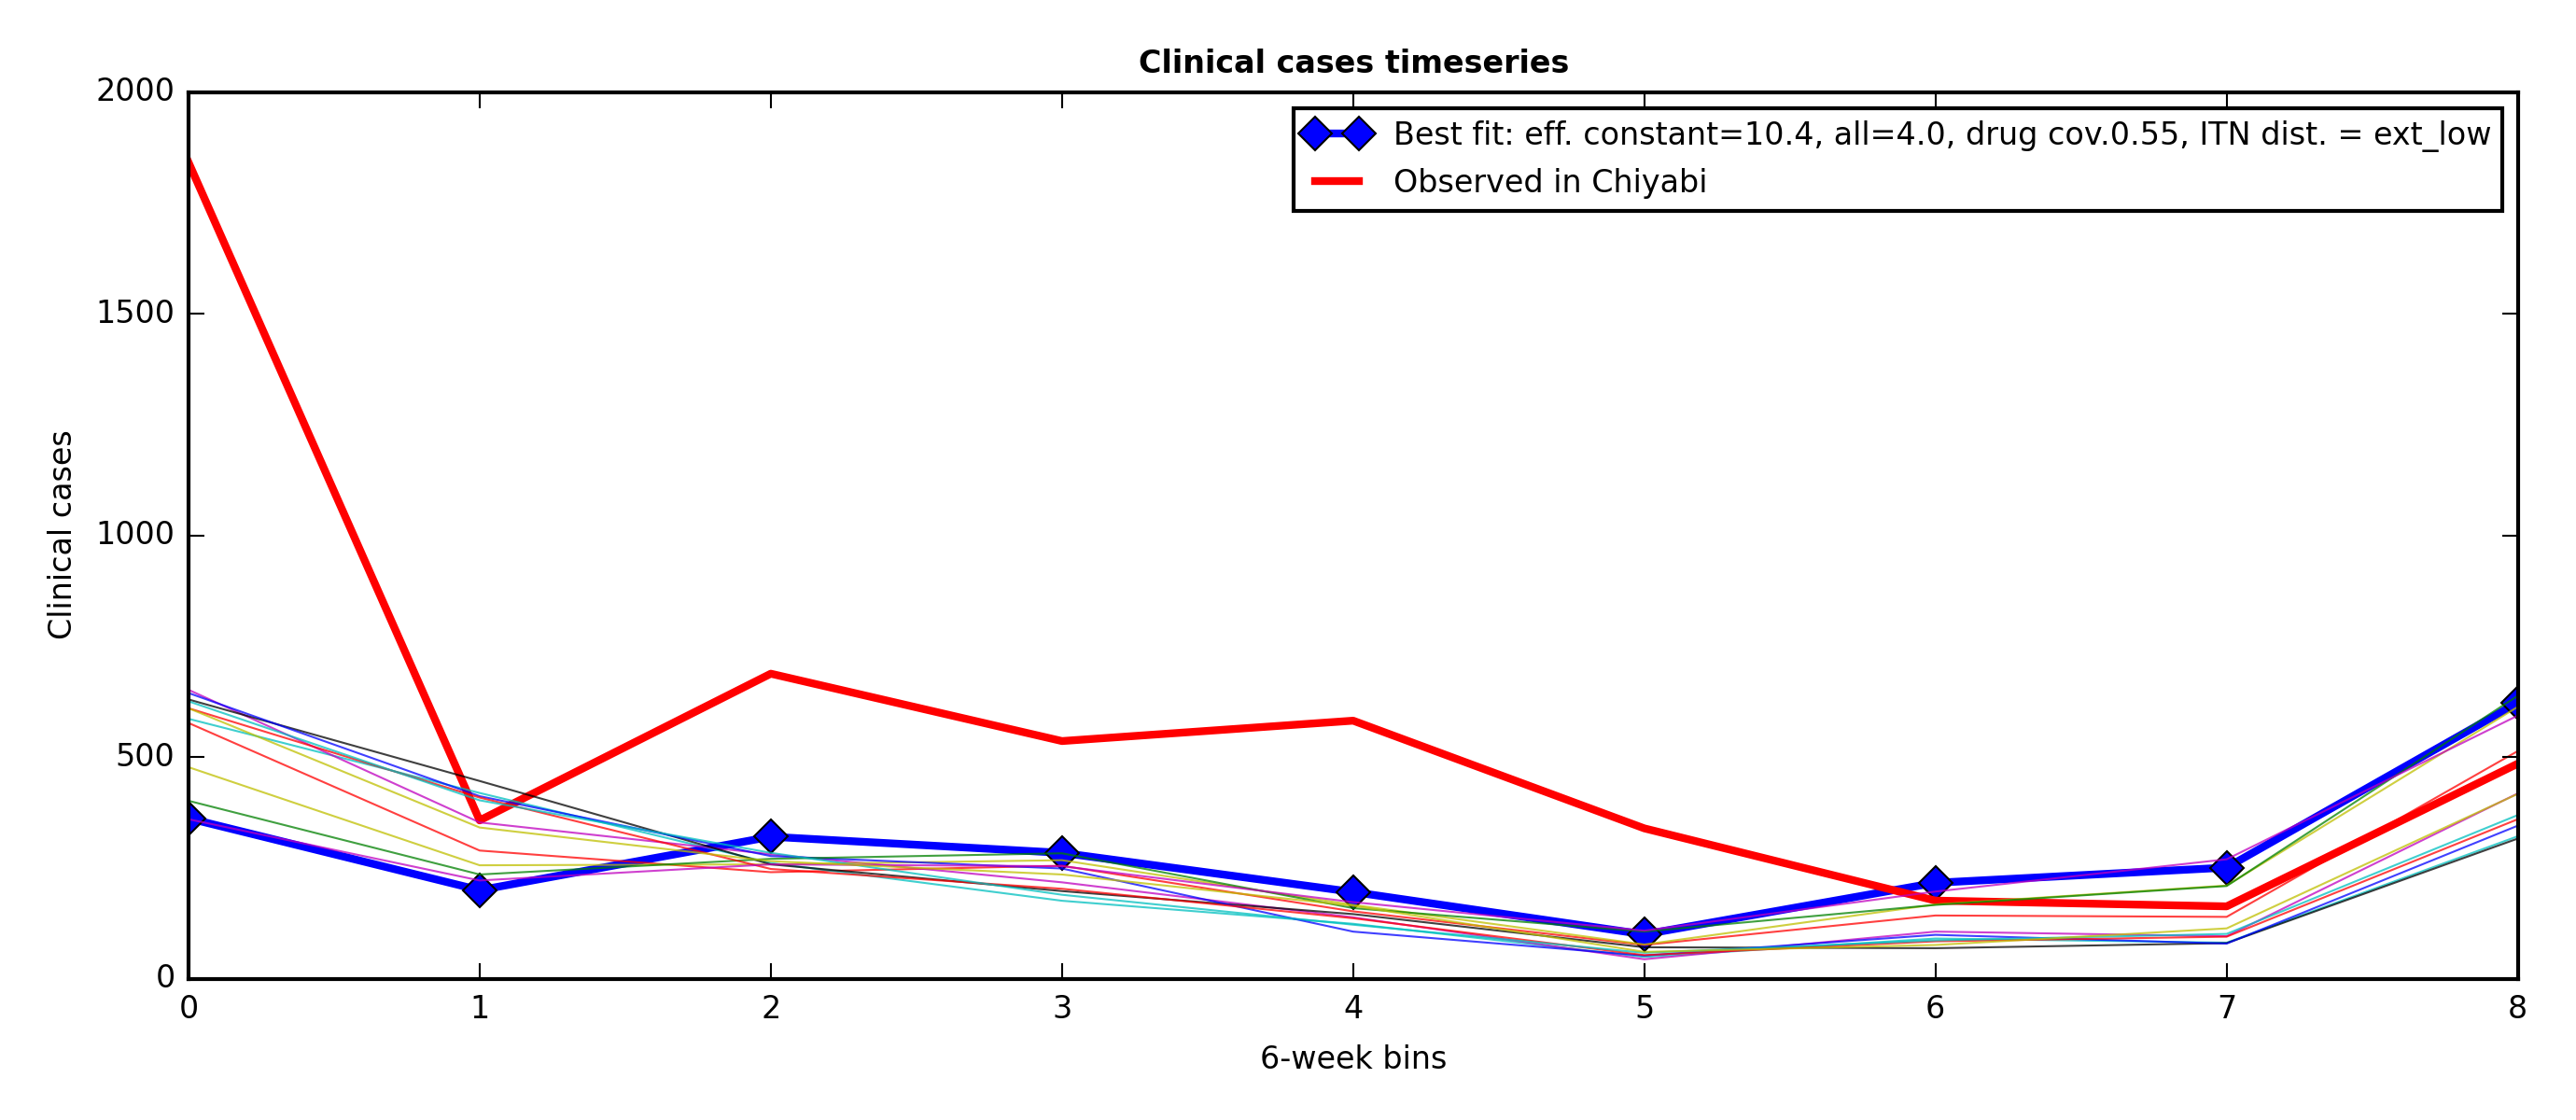 Clinical cases timeseries
2000
1500
1000
500
0
Clinical cases
Best fit: eff. constant=10.4, all=4.0, drug cov.0.55, ITN dist. = ext_low
Observed in Chiyabi
0 1 2 3 4 5 6 7 8
6-week bins